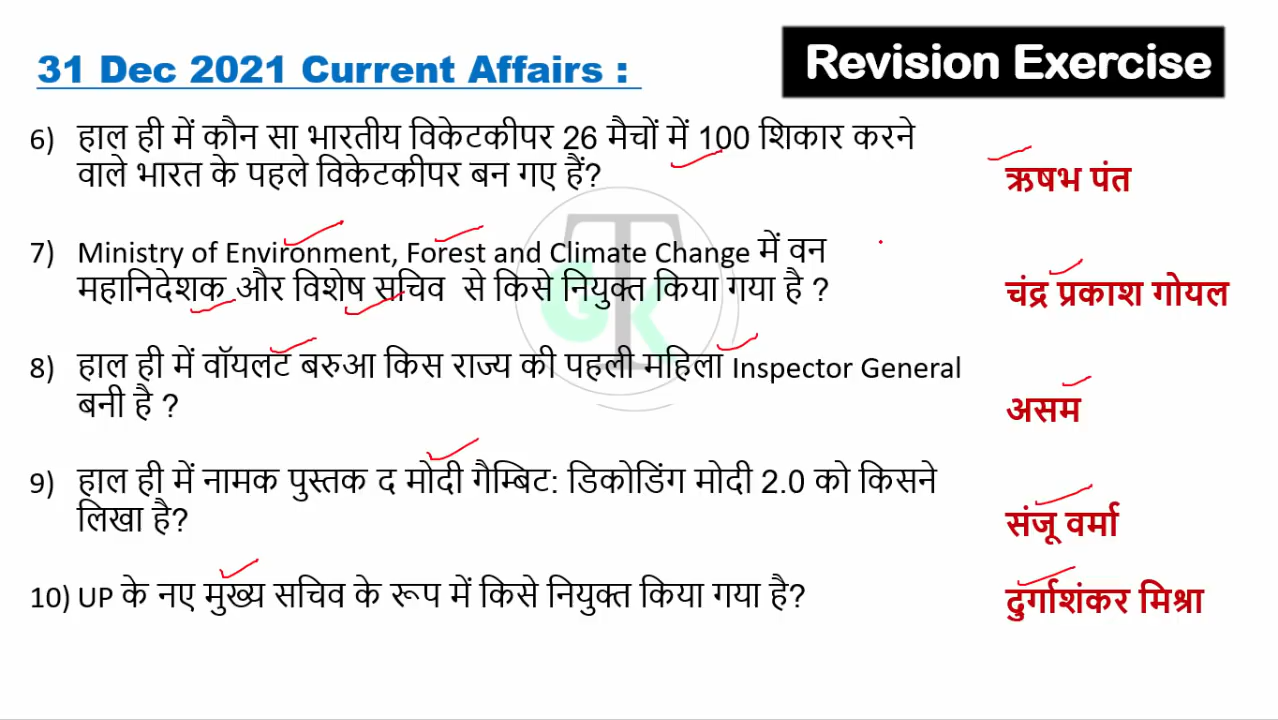 31 Dec 2021 Current Affairs :
Revision Exercise
6) हाल ही में कौन सा भारतीय विकेटकीपर 26 मैचों में 100 शिकार करने
वाले भारत के पहले विकेटकीपर बन गए हैं?
ऋषभ पंत
7) Ministry of Environment, Forest and Climate Change में वन
महानिदेशक और विशेष सचिव से किसे नियुक्त किया गया है ?
चंद्र प्रकाश गोयल
8) हाल ही में वॉयलट बरुआ किस राज्य की पहली महिला Inspector General
बनी है ?
असम
9) हाल ही में नामक पुस्तक द मोदी गैम्बिट: डिकोडिंग मोदी 2.0 को किसने
लिखा है?
संजू वर्मा
10) UP के नए मुख्य सचिव के रूप में किसे नियुक्त किया गया है?
दुर्गाशंकर मिश्रा
GTK